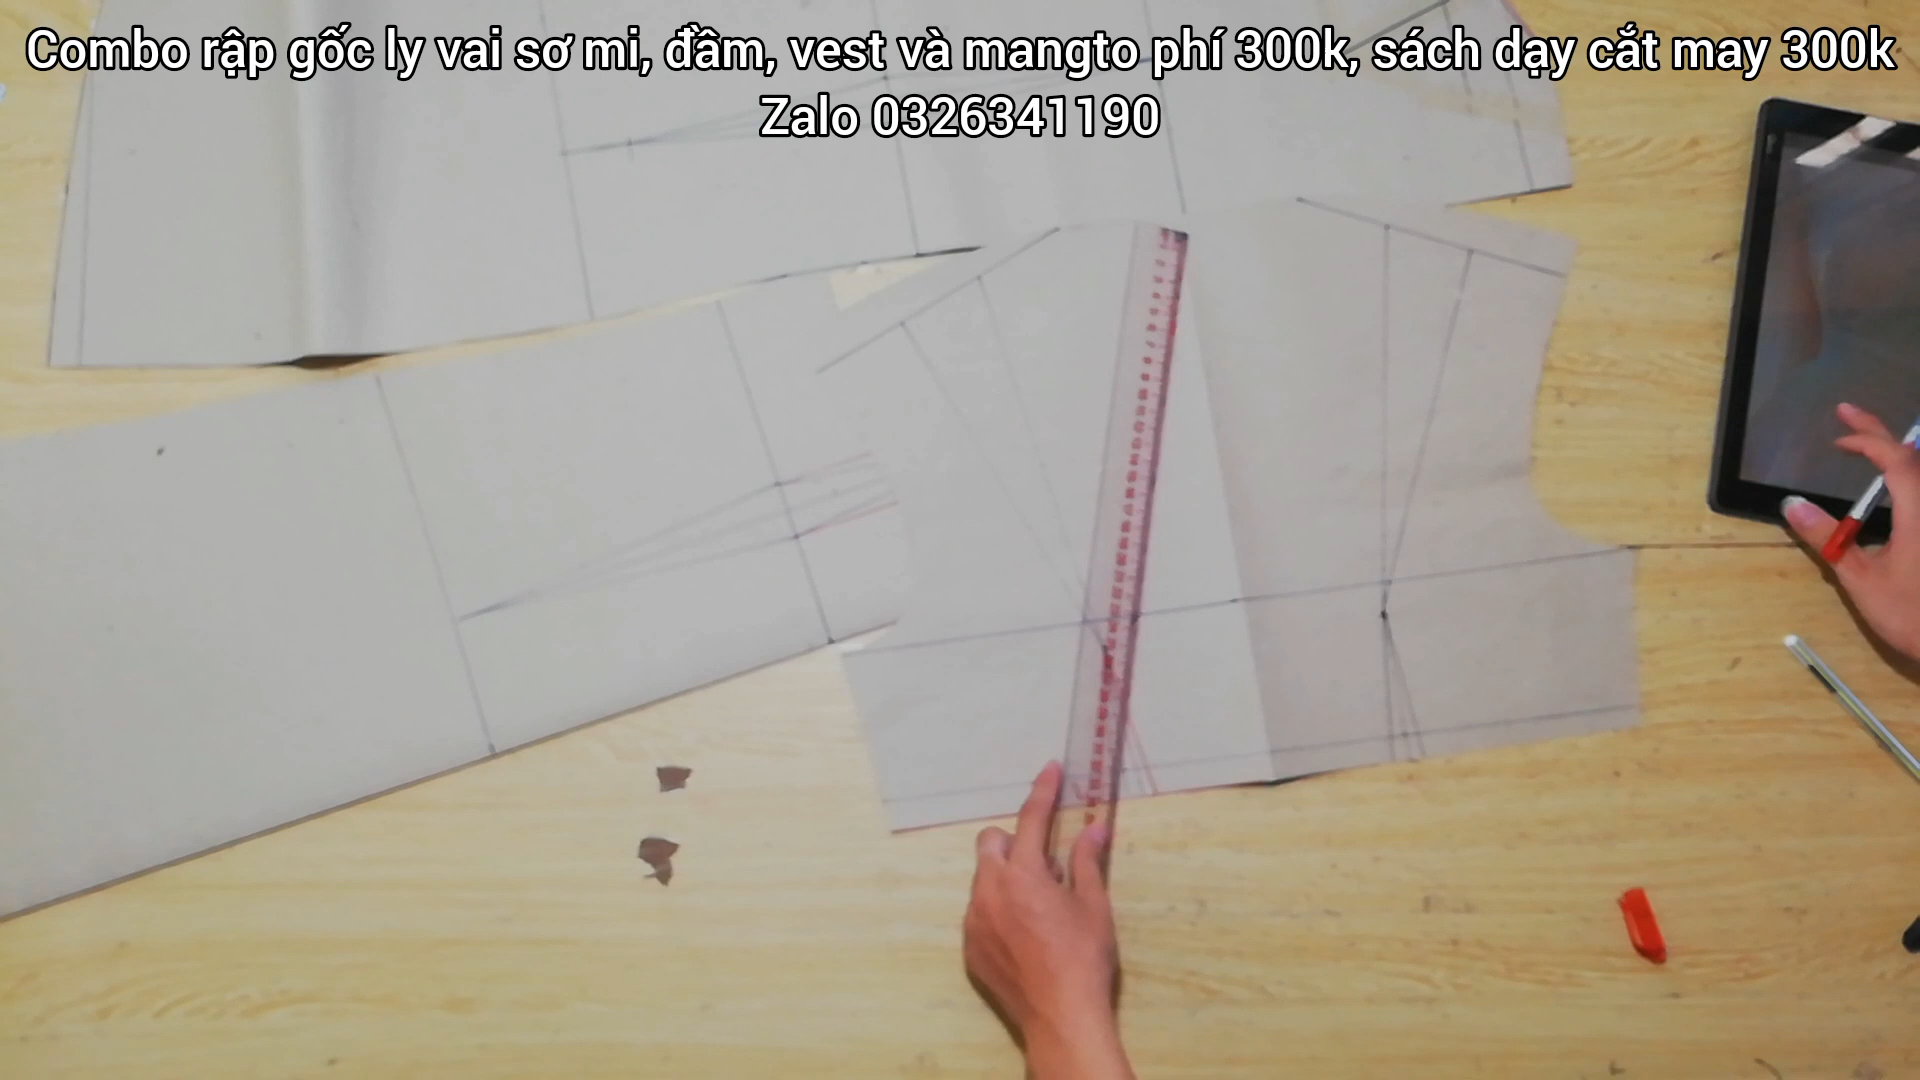 Combo rập gốc ly vai sơ mi, đầm, vest và mangto phí 300k, sách dạy cắt may 300k
Zalo 0326341190